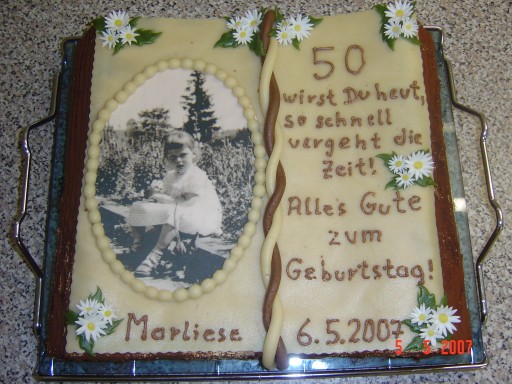 Marliese
50
wirst Du heut,
so schnell
vergeht die
Zeit!
Alles Gute
zum
Geburtstag!
6.5.2007
5. 5.2007